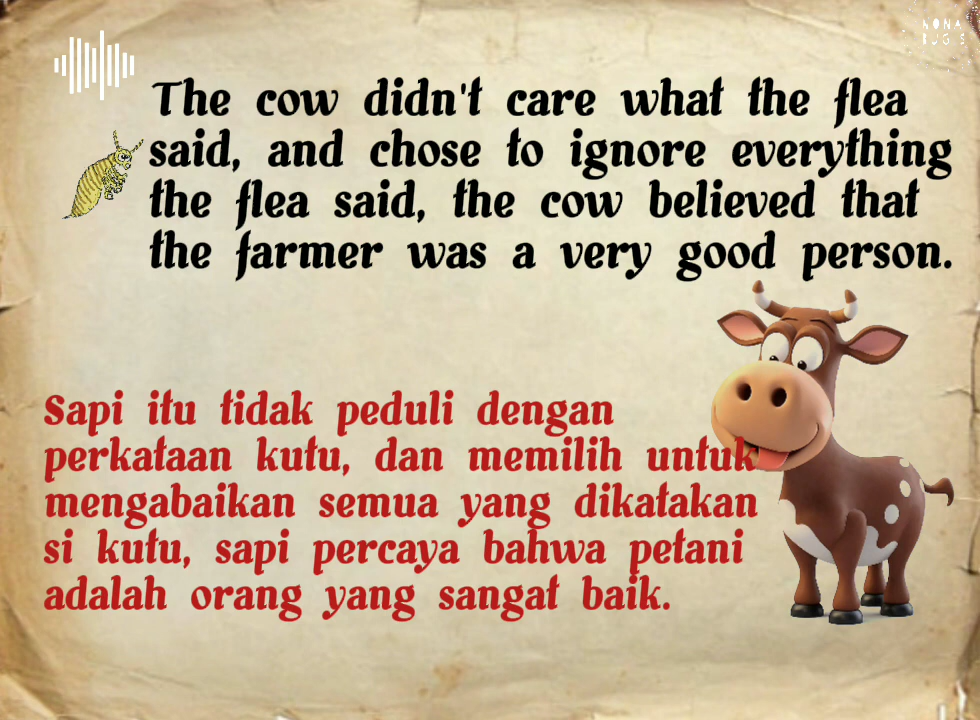 NONA
BUGIS
The cow didn't care what the flea
said, and chose to ignore everything
the flea said, the cow believed that
the farmer was a very good person.
Sapi itu tidak peduli dengan
perkataan kutu, dan memilih untuk
mengabaikan semua yang dikatakan
si kutu, sapi percaya bahwa petani
adalah orang yang sangat baik.